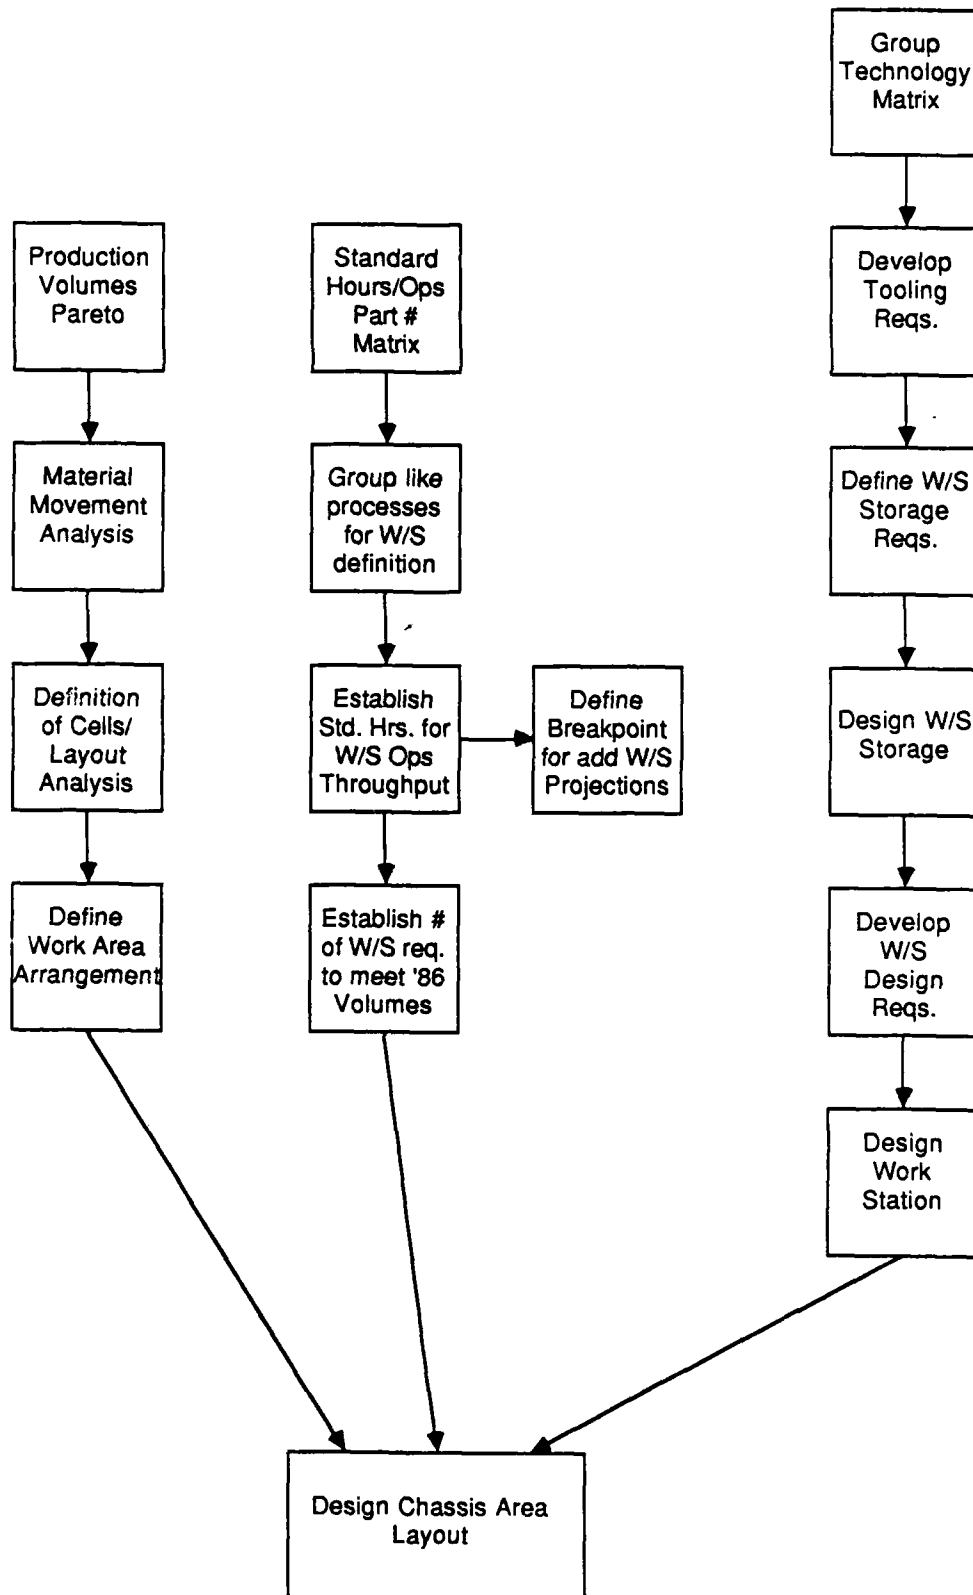 Group
Technology
Matrix
Production
Volumes
Pareto
Standard
Hours/Ops
Part #
Matrix
Develop
Tooling
Reqs.
Material
Movement
Analysis
Group like
processes
for W/S
definition
Define W/S
Storage
Reqs.
Definition
of Cells/
Layout
Analysis
Establish
Std. Hrs. for
W/S Ops
Throughput
Define
Breakpoint
for add W/S
Projections
Design W/S
Storage
Define
Work Area
Arrangement
Establish #
of W/S req.
to meet '86
Volumes
Develop
W/S
Design
Reqs.
Design
Work
Station
Design Chassis Area
Layout